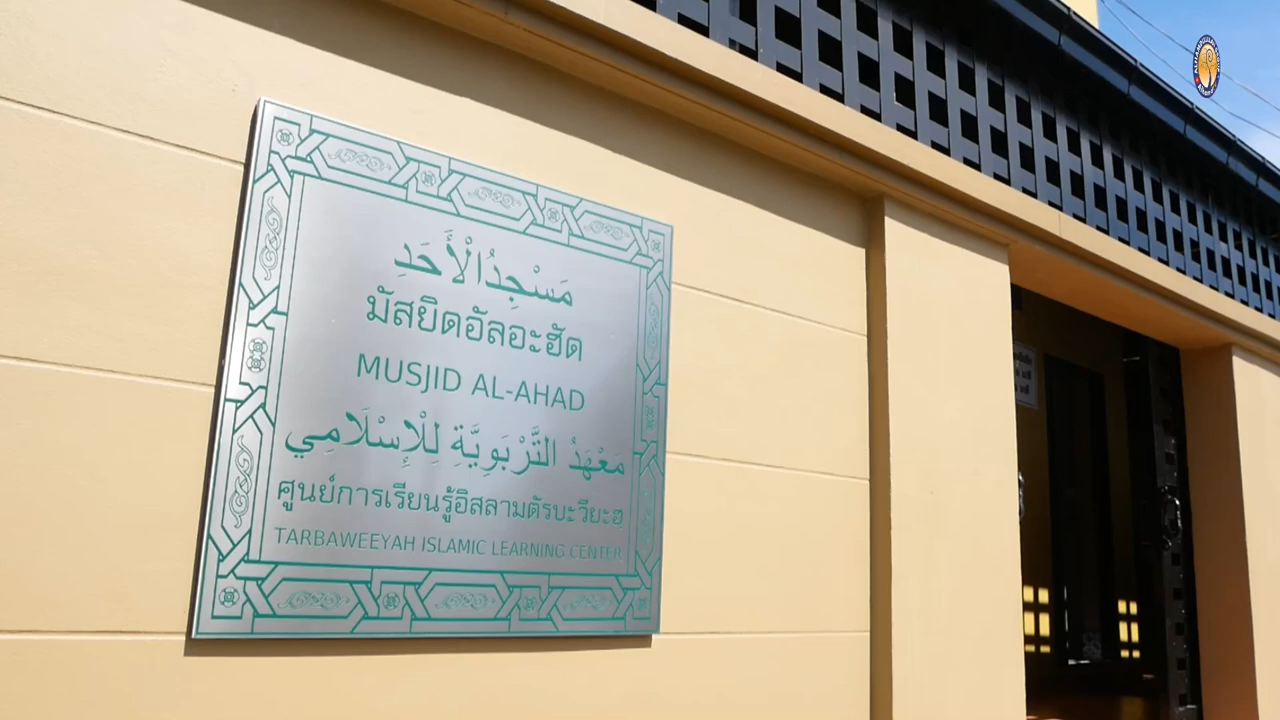 مَسْجِدُ الْأَحَدِ
มัสยิดอัลอะฮัด
MUSJID AL-AHAD
مَعْهَدُ التَّرْبَوِيَّةِ لِلْإِسْلَامِي
ศูนย์การเรียนรู้อิสลามตัรบะวียะฮ
TARBAWEEYAH ISLAMIC LEARNING CENTER